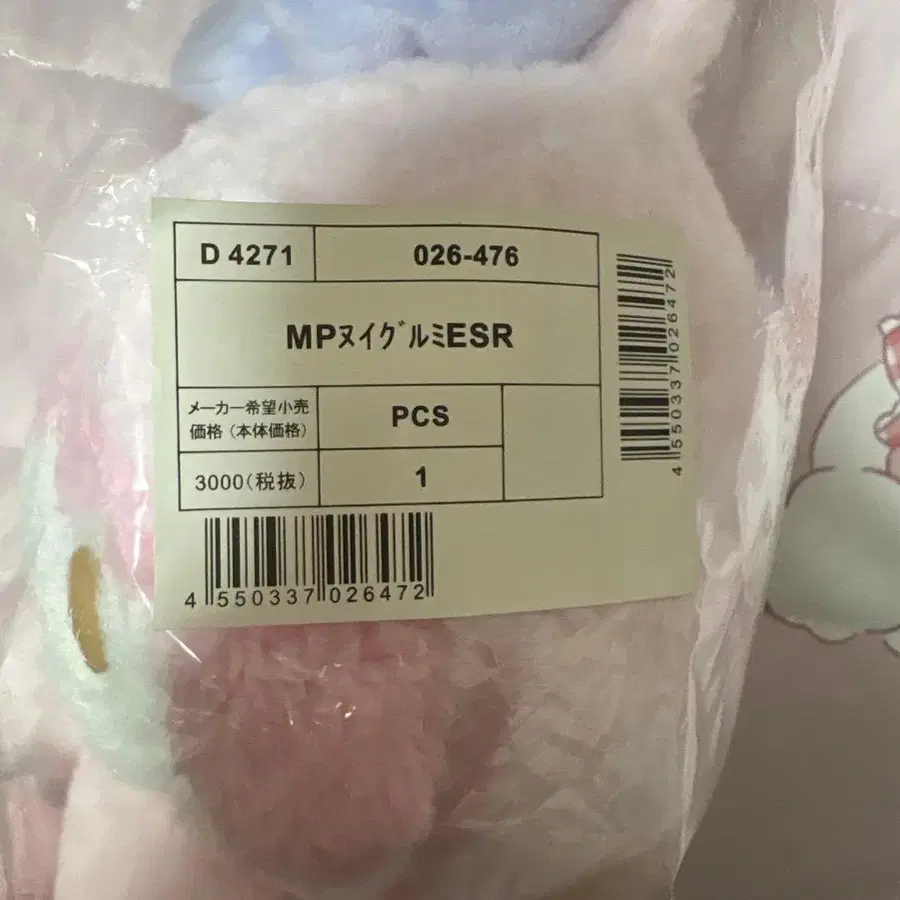 D 4271
026-476
MPﾇｲｸﾞﾙﾐESR
メーカー希望小売
価格（本体価格）
PCS
3000(税抜)
1
4 550337 026472
4 550337 026472